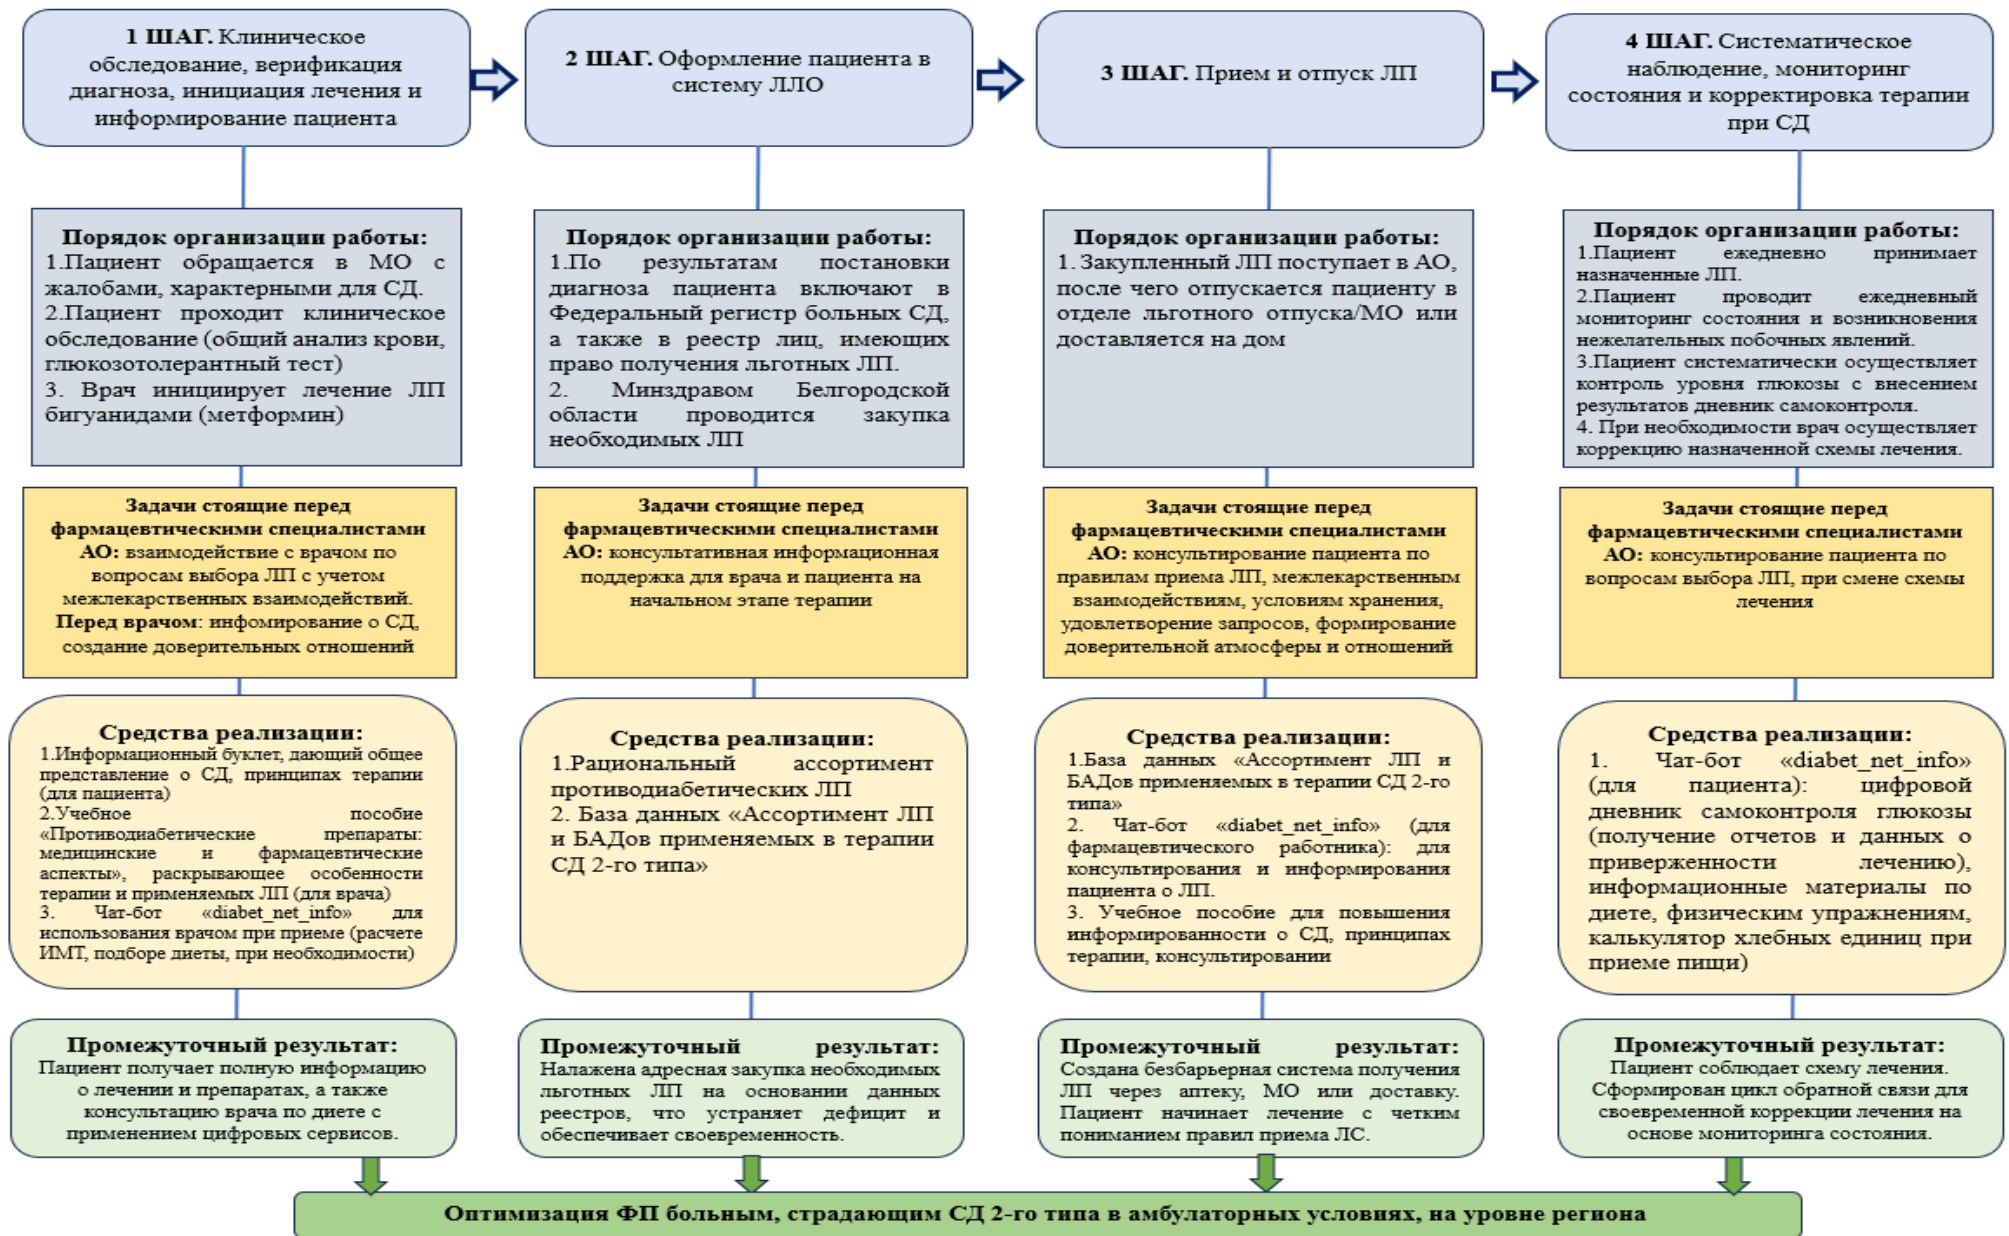 1 ШАГ. Клиническое
обследование, верификация
диагноза, инициация лечения и
информирование пациента
2 ШАГ. Оформление пациента в
систему ЛЛО
3 ШАГ. Прием и отпуск ЛП
4 ШАГ. Систематическое
наблюдение, мониторинг
состояния и корректировка терапии
при СД
Порядок организации работы:
1.Пациент обращается в МО с
жалобами, характерными для СД.
2.Пациент проходит клиническое
обследование (общий анализ крови,
глюкозотолерантный тест)
3. Врач инициирует лечение ЛП
бигуанидами (метформин)
Порядок организации работы:
1.По результатам постановки
диагноза пациента включают в
Федеральный регистр больных СД,
а также в реестр лиц, имеющих
право получения льготных ЛП.
2. Минздравом Белгородской
области проводится закупка
необходимых ЛП
Порядок организации работы:
1. Закупленный ЛП поступает в АО,
после чего отпускается пациенту в
отделе льготного отпуска/МО или
доставляется на дом
Порядок организации работы:
1.Пациент ежедневно принимает
назначенные ЛП.
2.Пациент проводит ежедневный
мониторинг состояния и возникновения
нежелательных побочных явлений.
3.Пациент систематически осуществляет
контроль уровня глюкозы с внесением
результатов дневник самоконтроля.
4. При необходимости врач осуществляет
коррекцию назначенной схемы лечения.
Задачи стоящие перед
фармацевтическими специалистами
АО: взаимодействие с врачом по
вопросам выбора ЛП с учетом
межлекарственных взаимодействий.
Перед врачом: инфомирование о СД,
создание доверительных отношений
Задачи стоящие перед
фармацевтическими специалистами
АО: консультативная информационная
поддержка для врача и пациента на
начальном этапе терапии
Задачи стоящие перед
фармацевтическими специалистами
АО: консультирование пациента по
правилам приема ЛП, межлекарственным
взаимодействиям, условиям хранения,
удовлетворение запросов, формирование
доверительной атмосферы и отношений
Задачи стоящие перед
фармацевтическими специалистами
АО: консультирование пациента по
вопросам выбора ЛП, при смене схемы
лечения
Средства реализации:
1.Информационный буклет, дающий общее
представление о СД, принципах терапии
(для пациента)
2.Учебное пособие
«Противодиабетические препараты:
медицинские и фармацевтические
аспекты», раскрывающее особенности
терапии и применяемых ЛП (для врача)
3. Чат-бот «diabet_net_info» для
использования врачом при приеме (расчете
ИМТ, подборе диеты, при необходимости)
Средства реализации:
1.Рациональный ассортимент
противодиабетических ЛП
2. База данных «Ассортимент ЛП
и БАДов применяемых в терапии
СД 2-го типа»
Средства реализации:
1.База данных «Ассортимент ЛП и
БАДов применяемых в терапии СД 2-го
типа»
2. Чат-бот «diabet_net_info» (для
фармацевтического работника): для
консультирования и информирования
пациента о ЛП.
3. Учебное пособие для повышения
информированности о СД, принципах
терапии, консультировании
Средства реализации:
1. Чат-бот «diabet_net_info»
(для пациента): цифровой
дневник самоконтроля глюкозы
(получение отчетов и данных о
приверженности лечению),
информационные материалы по
диете, физическим упражнениям,
калькулятор хлебных единиц при
приеме пищи)
Промежуточный результат:
Пациент получает полную информацию
о лечении и препаратах, а также
консультацию врача по диете с
применением цифровых сервисов.
Промежуточный результат:
Налажена адресная закупка необходимых
льготных ЛП на основании данных
реестров, что устраняет дефицит и
обеспечивает своевременность.
Промежуточный результат:
Создана безбарьерная система получения
ЛП через аптеку, МО или доставку.
Пациент начинает лечение с четким
пониманием правил приема ЛС.
Промежуточный результат:
Пациент соблюдает схему лечения.
Сформирован цикл обратной связи для
своевременной коррекции лечения на
основе мониторинга состояния.
Оптимизация ФП больным, страдающим СД 2-го типа в амбулаторных условиях, на уровне региона